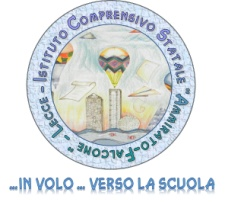 ISTITUTO COMPRENSIVO STATALE "AMMIRATO-FALCONE" - LECCE -
...IN VOLO ... VERSO LA SCUOLA